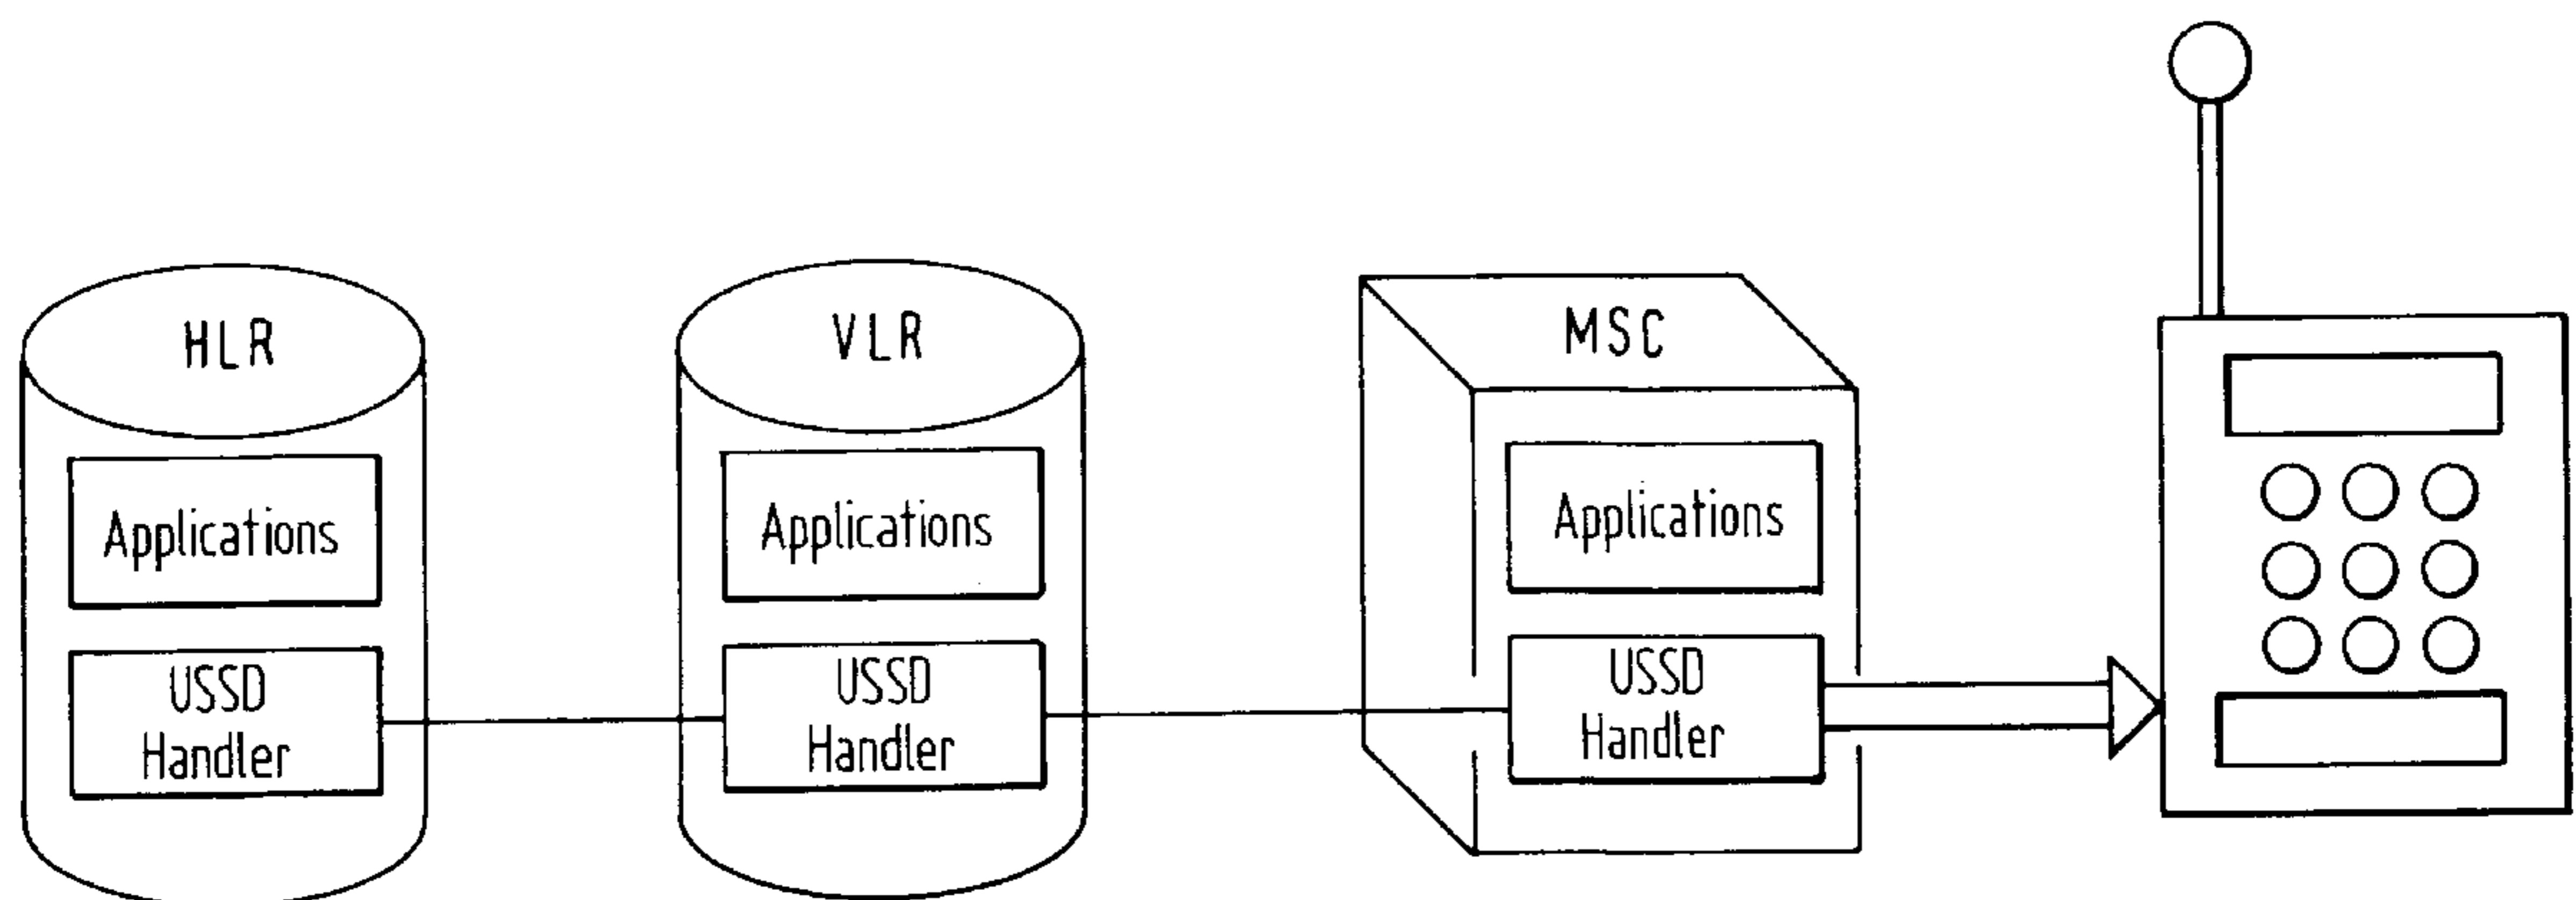 HLR
Applications
USSD
Handler
VLR
Applications
USSD
Handler
MSC
Applications
USSD
Handler